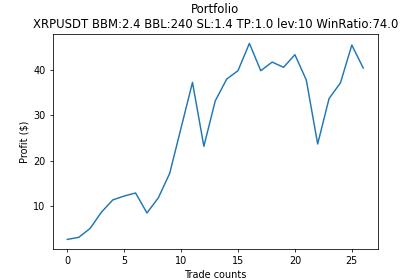 Portfolio
XRPUSDT BBM:2.4 BBL:240 SL:1.4 TP:1.0 lev:10 WinRatio:74.0
40
30
20
10
Profit ($)
0
5
10
15
20
25
Trade counts